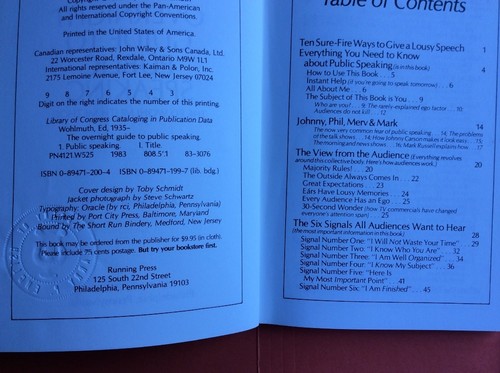 All rights reserved under the Pan-American
and International Copyright Conventions.
Printed in the United States of America.
Canadian representatives: John Wiley & Sons Canada, Ltd.
22 Worcester Road, Rexdale, Ontario M9W 1L1
International representatives: Kaiman & Polon, Inc.
2175 Lemoine Avenue, Fort Lee, New Jersey 07024
9 8 7 6 5 4 3
Digit on the right indicates the number of this printing.
Library of Congress Cataloging in Publication Data
Wohlmuth, Ed, 1935–
The overnight guide to public speaking.
1. Public speaking. I. Title.
PN4121.W525 1983 808.5'1 83-3076
ISBN 0-89471-200-4 ISBN 0-89471-199-7 (lib. bdg.)
Cover design by Toby Schmidt
Jacket photograph by Steve Schwartz
Typography: Oracle (by rci, Philadelphia, Pennsylvania)
Printed by Port City Press, Baltimore, Maryland
Bound by The Short Run Bindery, Medford, New Jersey
This book may be ordered from the publisher for $9.95 (in cloth).
Please include 75 cents postage. But try your bookstore first.
Running Press
125 South 22nd Street
Philadelphia, Pennsylvania 19103
Table of Contents
Ten Sure-Fire Ways to Give a Lousy Speech 1
Everything You Need to Know
about Public Speaking (is in this book) 4
How to Use This Book . . . 5
Instant Help (if you're going to speak tomorrow) . . . 6
All About Me . . . 6
The Subject of This Book is You . . . 9
Who are you? . . . 9 The rarely-explained ego factor . . . 10
Audiences do not kill . . . 12
Johnny, Phil, Merv & Mark 14
The now very common fear of public speaking . . . 14 The problems
of the talk shows . . . 14 How Johnny Carson makes it look easy . . . 15
The morning and news shows . . . 16 Mark Russell explains how . . . 17
The View from the Audience (Everything revolves
around this collective body. Here's how audiences work.) 20
Majority Rules! . . . 20
The Outside Always Comes In . . . 22
Great Expectations . . . 23
Ears Have Lousy Memories . . . 24
Every Audience Has an Ego . . . 25
30-Second Wonder (how TV commercials have changed
everyone's attention span) . . . 25
The Six Signals All Audiences Want to Hear
(the most important information in this book) 28
Signal Number One: "I Will Not Waste Your Time" . . . 29
Signal Number Two: "I Know Who You Are" . . . 32
Signal Number Three: "I Am Well Organized" . . . 34
Signal Number Four: "I Know My Subject" . . . 36
Signal Number Five: "Here Is
My Most Important Point" . . . 41
Signal Number Six: "I Am Finished" . . . 45